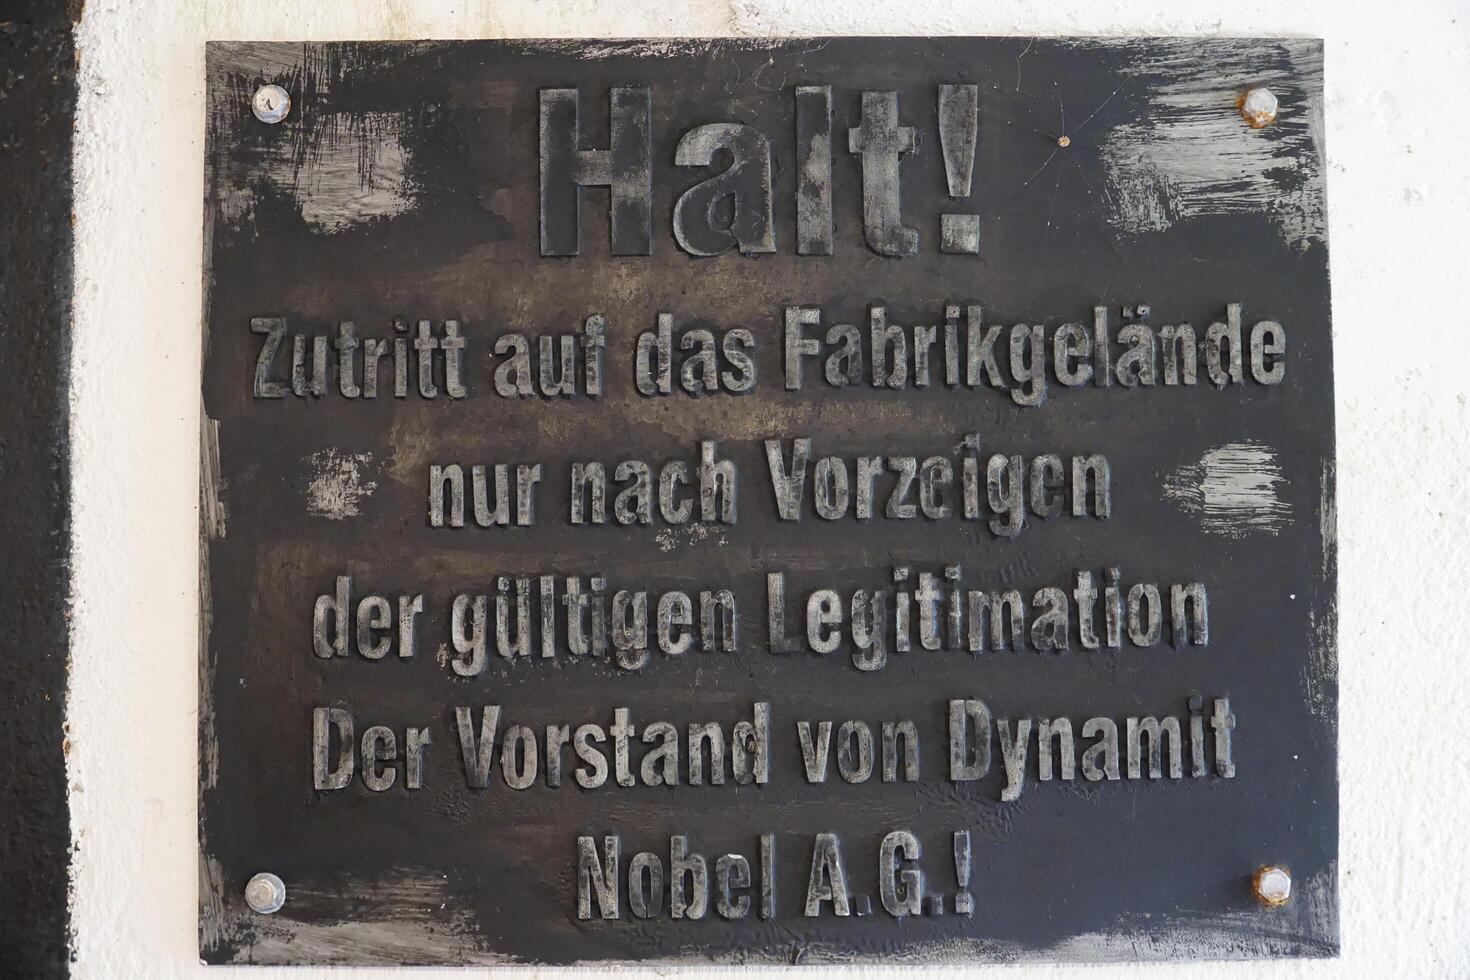 Halt!
Zutritt auf das Fabrikgelände
nur nach Vorzeigen
der gültigen Legitimation
Der Vorstand von Dynamit
Nobel A.G.!